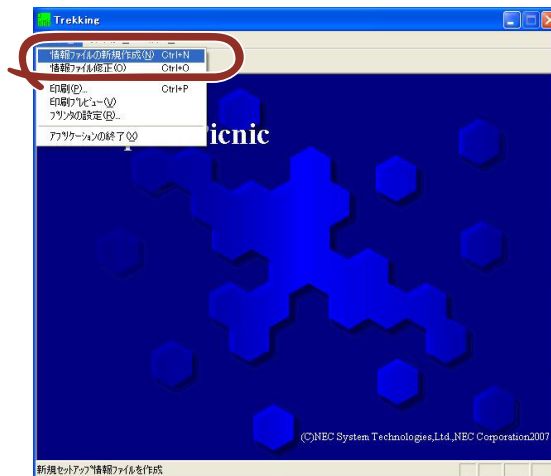 Trekking
情報ファイルの新規作成(N) Ctrl+N
情報ファイル修正(O) Ctrl+O
印刷(P)... Ctrl+P
印刷プレビュー(V)
プリンタの設定(R)...
アプリケーションの終了(X)
icnic
(C)NEC System Technologies,Ltd.,NEC Corporation2007
新規セットアップ情報ファイルを作成